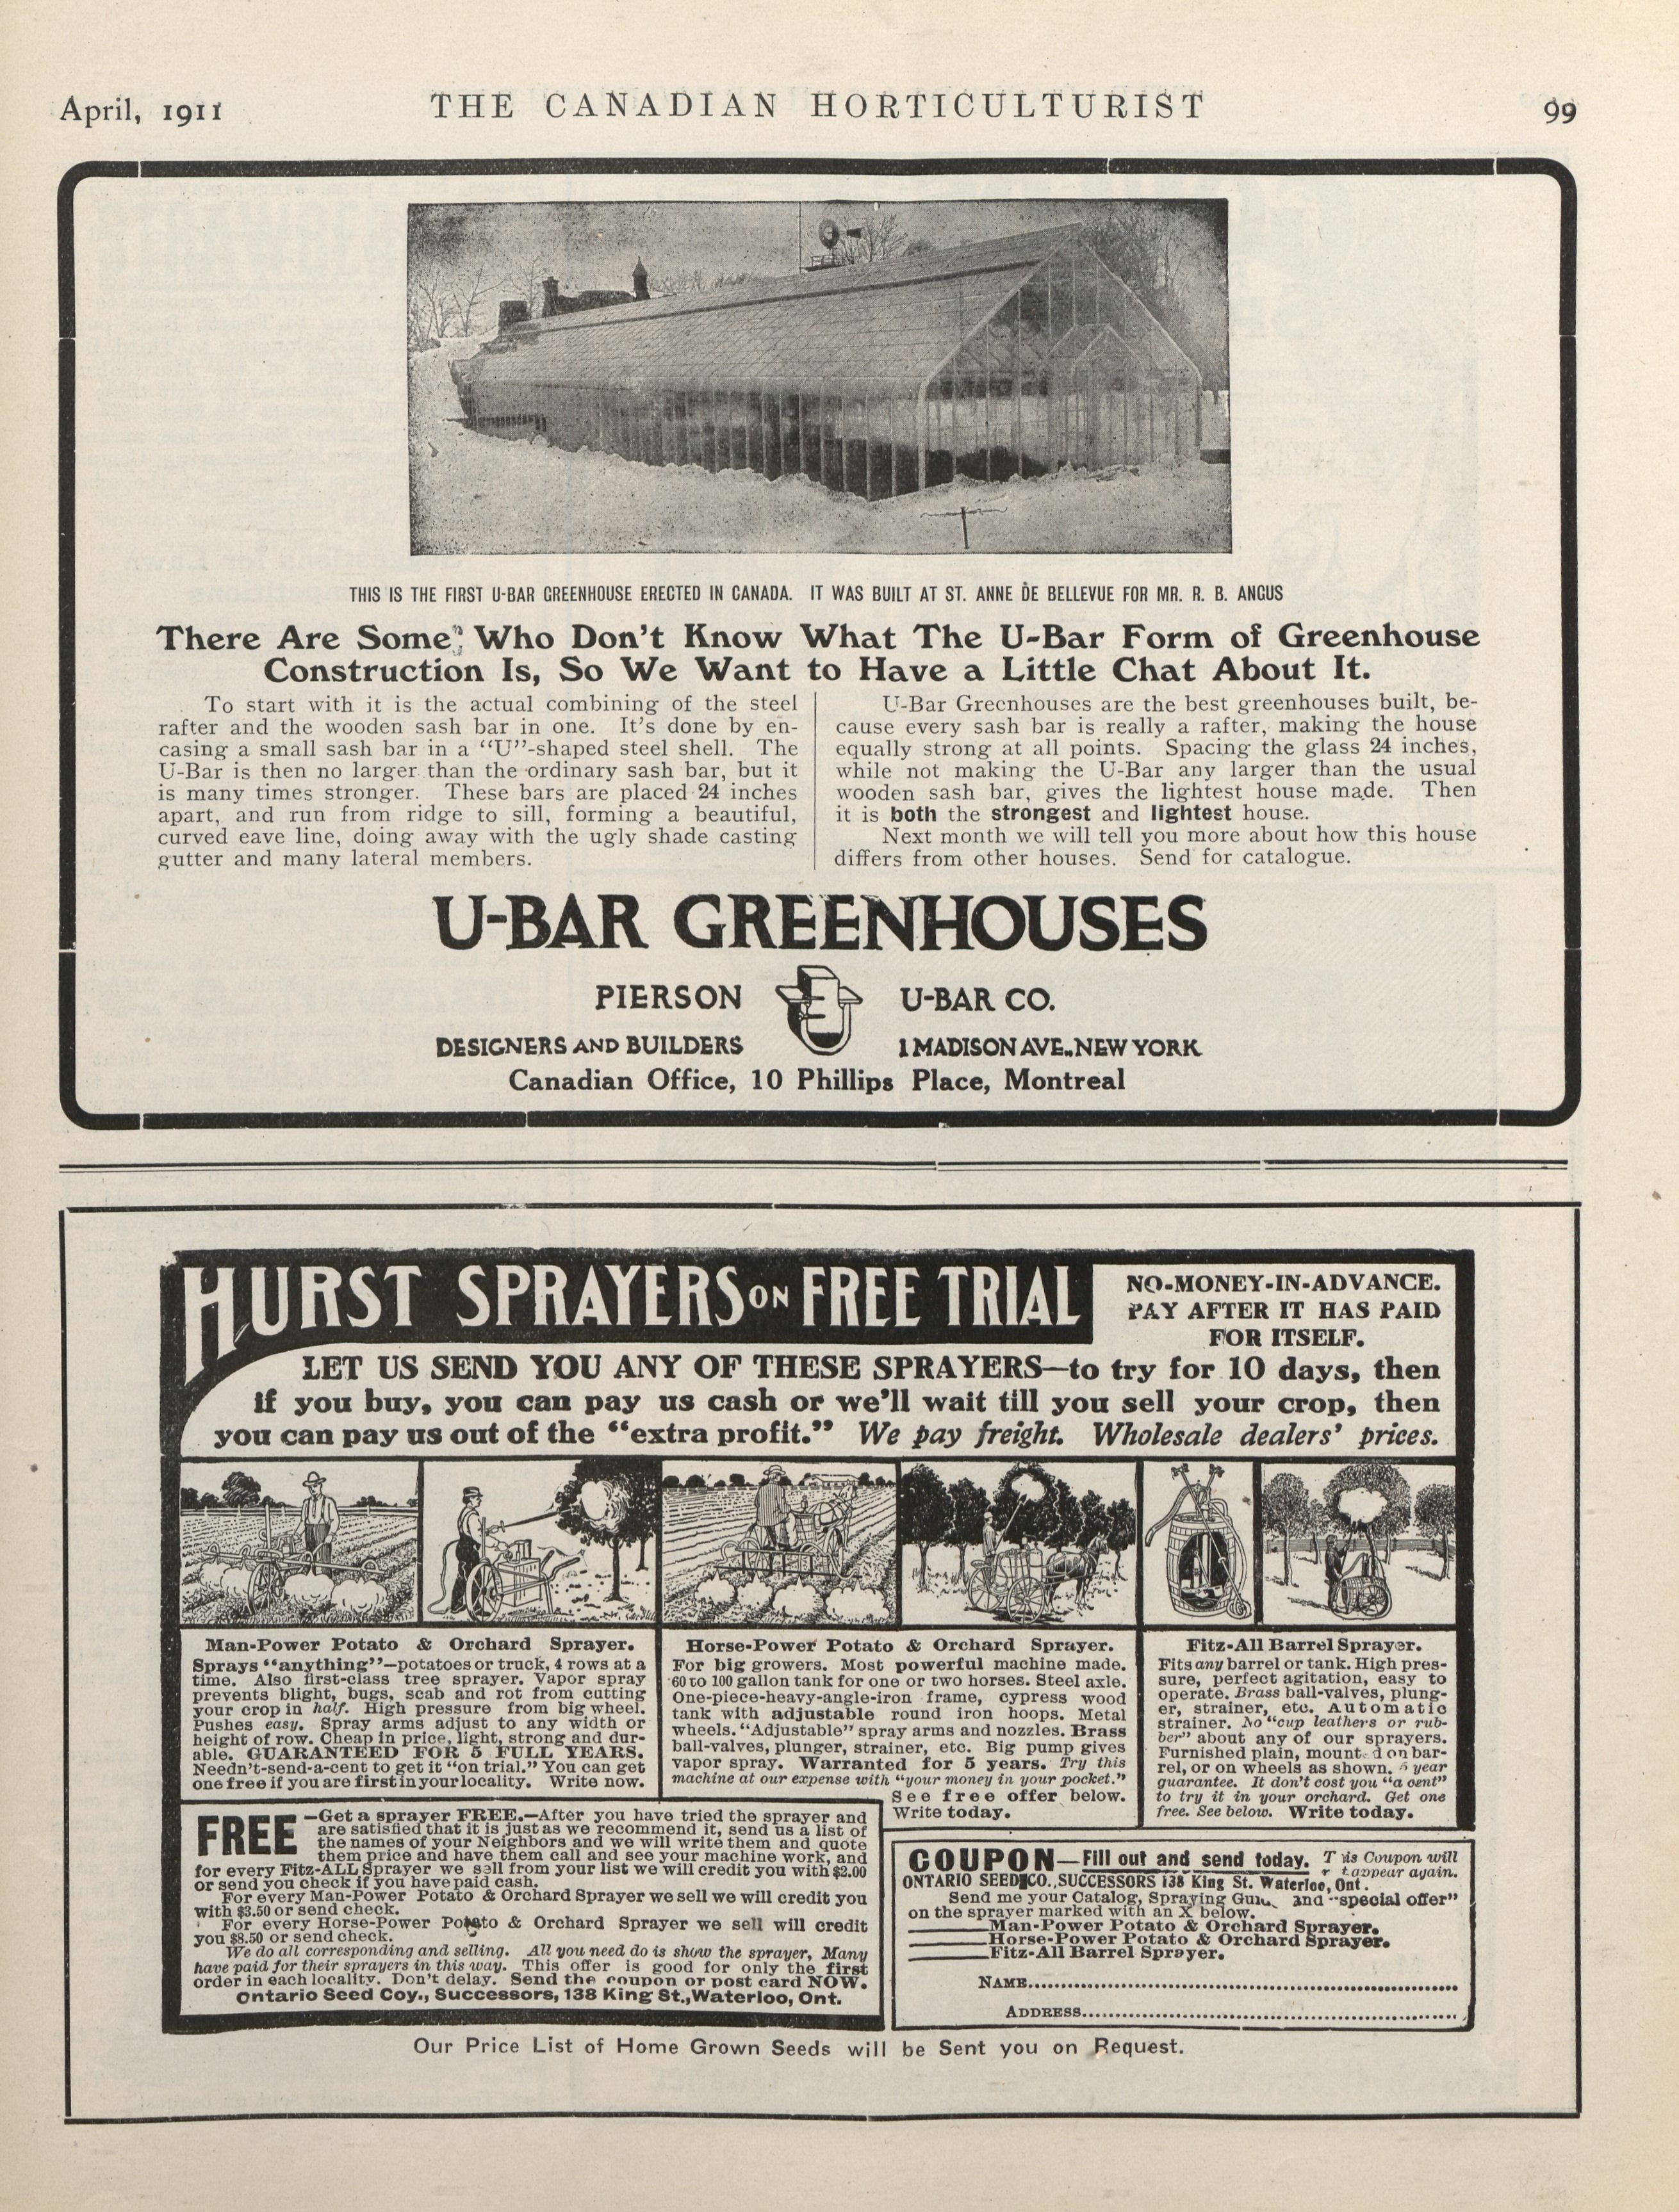 April, 1911
THE CANADIAN HORTICULTURIST
99
THIS IS THE FIRST U-BAR GREENHOUSE ERECTED IN CANADA. IT WAS BUILT AT ST. ANNE DE BELLEVUE FOR MR. R. B. ANGUS
There Are Some Who Don't Know What The U-Bar Form of Greenhouse
Construction Is, So We Want to Have a Little Chat About It.
To start with it is the actual combining of the steel
rafter and the wooden sash bar in one. It's done by en-
casing a small sash bar in a "U"-shaped steel shell. The
U-Bar is then no larger than the ordinary sash bar, but it
is many times stronger. These bars are placed 24 inches
apart, and run from ridge to sill, forming a beautiful,
curved eave line, doing away with the ugly shade casting
gutter and many lateral members.
U-Bar Greenhouses are the best greenhouses built, be-
cause every sash bar is really a rafter, making the house
equally strong at all points. Spacing the glass 24 inches,
while not making the U-Bar any larger than the usual
wooden sash bar, gives the lightest house made. Then
it is both the strongest and lightest house.
Next month we will tell you more about how this house
differs from other houses. Send for catalogue.
U-BAR GREENHOUSES
PIERSON U-BAR CO.
DESIGNERS AND BUILDERS 1 MADISON AVE., NEW YORK
Canadian Office, 10 Phillips Place, Montreal
HURST SPRAYERS ON FREE TRIAL
NO-MONEY-IN-ADVANCE.
PAY AFTER IT HAS PAID
FOR ITSELF.
LET US SEND YOU ANY OF THESE SPRAYERS—to try for 10 days, then
if you buy, you can pay us cash or we'll wait till you sell your crop, then
you can pay us out of the "extra profit." We pay freight. Wholesale dealers' prices.
Man-Power Potato & Orchard Sprayer.
Sprays "anything"—potatoes or truck, 4 rows at a
time. Also first-class tree sprayer. Vapor spray
prevents blight, bugs, scab and rot from cutting
your crop in half. High pressure from big wheel.
Pushes easy. Spray arms adjust to any width or
height of row. Cheap in price, light, strong and dur-
able. GUARANTEED FOR 5 FULL YEARS.
Needn't-send-a-cent to get it "on trial." You can get
one free if you are first in your locality. Write now.
Horse-Power Potato & Orchard Sprayer.
For big growers. Most powerful machine made.
60 to 100 gallon tank for one or two horses. Steel axle.
One-piece-heavy-angle-iron frame, cypress wood
tank with adjustable round iron hoops. Metal
wheels. "Adjustable" spray arms and nozzles. Brass
ball-valves, plunger, strainer, etc. Big pump gives
vapor spray. Warranted for 5 years. Try this
machine at our expense with "your money in your pocket."
See free offer below.
Write today.
Fitz-All Barrel Sprayer.
Fits any barrel or tank. High pres-
sure, perfect agitation, easy to
operate. Brass ball-valves, plung-
er, strainer, etc. Automatic
strainer. No "cup leathers or rub-
ber" about any of our sprayers.
Furnished plain, mounted on bar-
rel, or on wheels as shown. 5 year
guarantee. It don't cost you "a cent"
to try it in your orchard. Get one
free. See below. Write today.
FREE—Get a sprayer FREE.—After you have tried the sprayer and
are satisfied that it is just as we recommend it, send us a list of
the names of your Neighbors and we will write them and quote
them price and have them call and see your machine work, and
for every Fitz-ALL Sprayer we sell from your list we will credit you with $2.00
or send you check if you have paid cash.
For every Man-Power Potato & Orchard Sprayer we sell we will credit you
with $3.50 or send check.
For every Horse-Power Potato & Orchard Sprayer we sell will credit
you $8.50 or send check.
We do all corresponding and selling. All you need do is show the sprayer, Many
have paid for their sprayers in this way. This offer is good for only the first
order in each locality. Don't delay. Send the coupon or post card NOW.
Ontario Seed Coy., Successors, 138 King St., Waterloo, Ont.
COUPON—Fill out and send today. This Coupon will
appear again.
ONTARIO SEED CO., SUCCESSORS 138 King St. Waterloo, Ont.
Send me your Catalog, Spraying and "special offer"
on the sprayer marked with an X below.
Man-Power Potato & Orchard Sprayer.
Horse-Power Potato & Orchard Sprayer.
Fitz-All Barrel Sprayer.
NAME
ADDRESS
Our Price List of Home Grown Seeds will be Sent you on Request.